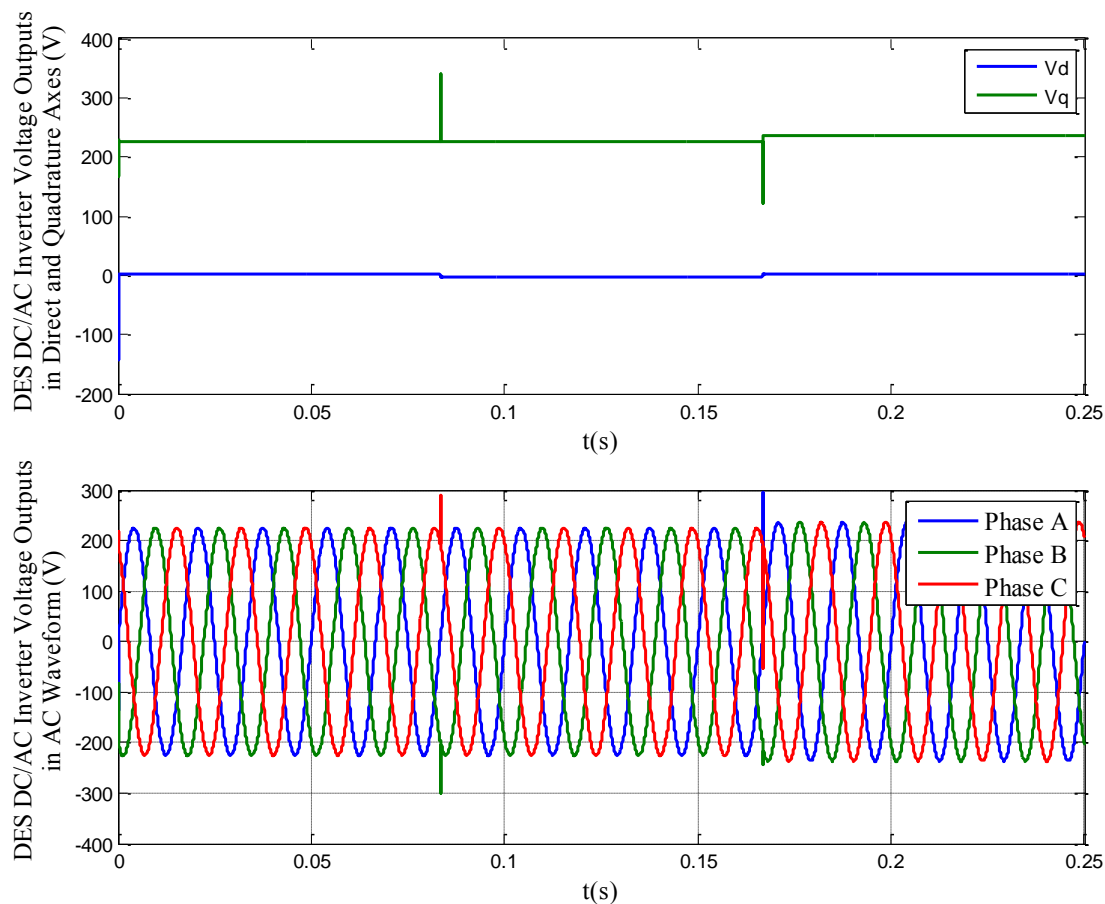 DES DC/AC Inverter Voltage Outputs
in Direct and Quadrature Axes (V)
400
300
200
100
0
-100
-200
Vd
Vq
0
0.05
0.1
0.15
0.2
0.25
t(s)
DES DC/AC Inverter Voltage Outputs
in AC Waveform (V)
300
200
100
0
-100
-200
-300
-400
Phase A
Phase B
Phase C
0
0.05
0.1
0.15
0.2
0.25
t(s)